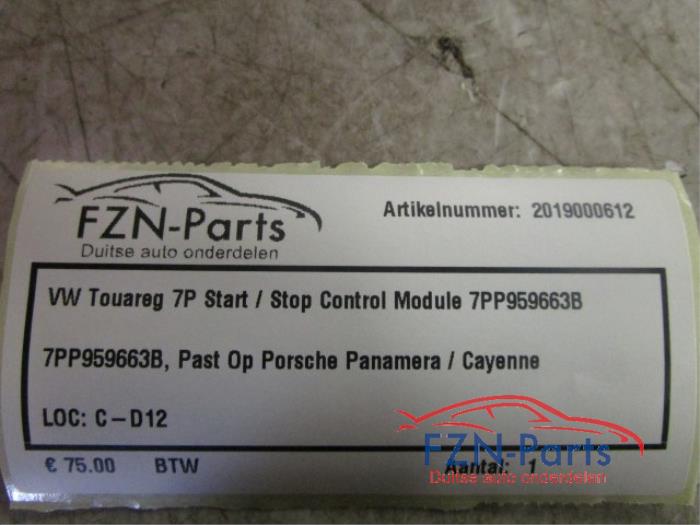 FZN-Parts
Duitse auto onderdelen
Artikelnummer: 2019000612
VW Touareg 7P Start / Stop Control Module 7PP959663B
7PP959663B, Past Op Porsche Panamera / Cayenne
LOC: C-D12
€ 75.00 BTW Aantal: 1
FZN-Parts
Duitse auto onderdelen